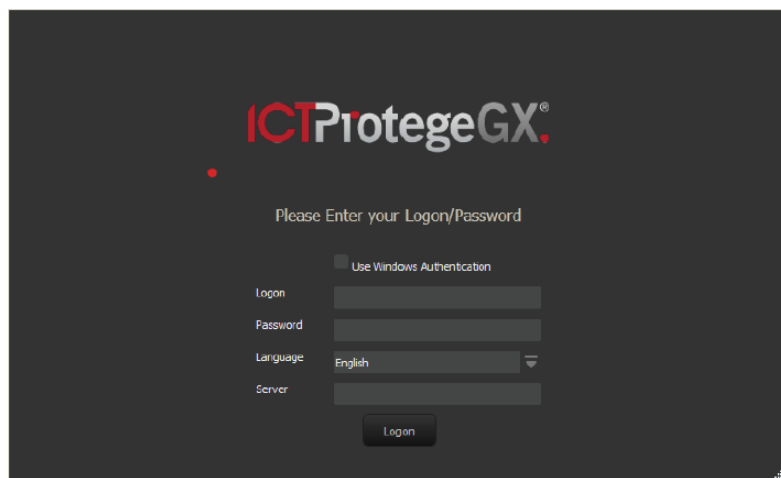 ICTProtegeGX®
Please Enter your Logon/Password
Use Windows Authentication
Logon
Password
Language English
Server
Logon